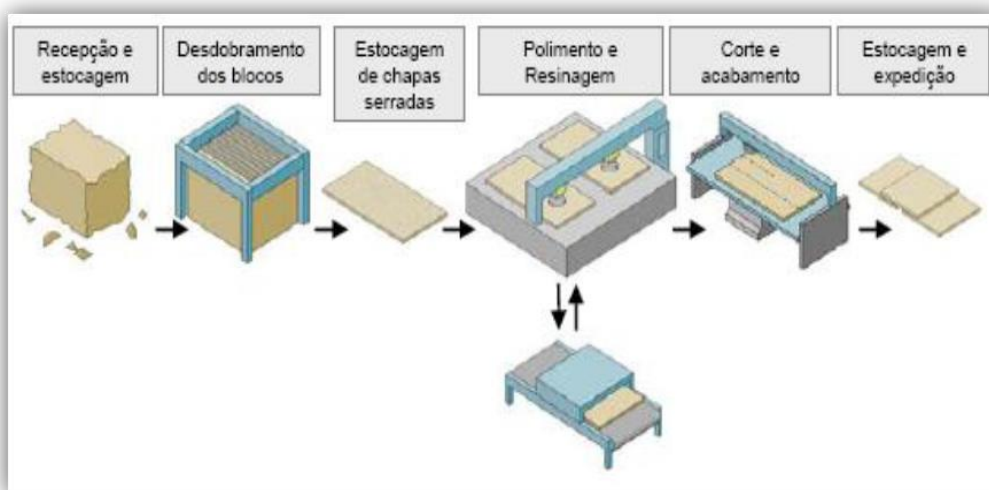 Recepção e
estocagem
Desdobramento
dos blocos
Estocagem
de chapas
serradas
Polimento e
Resinagem
Corte e
acabamento
Estocagem e
expedição